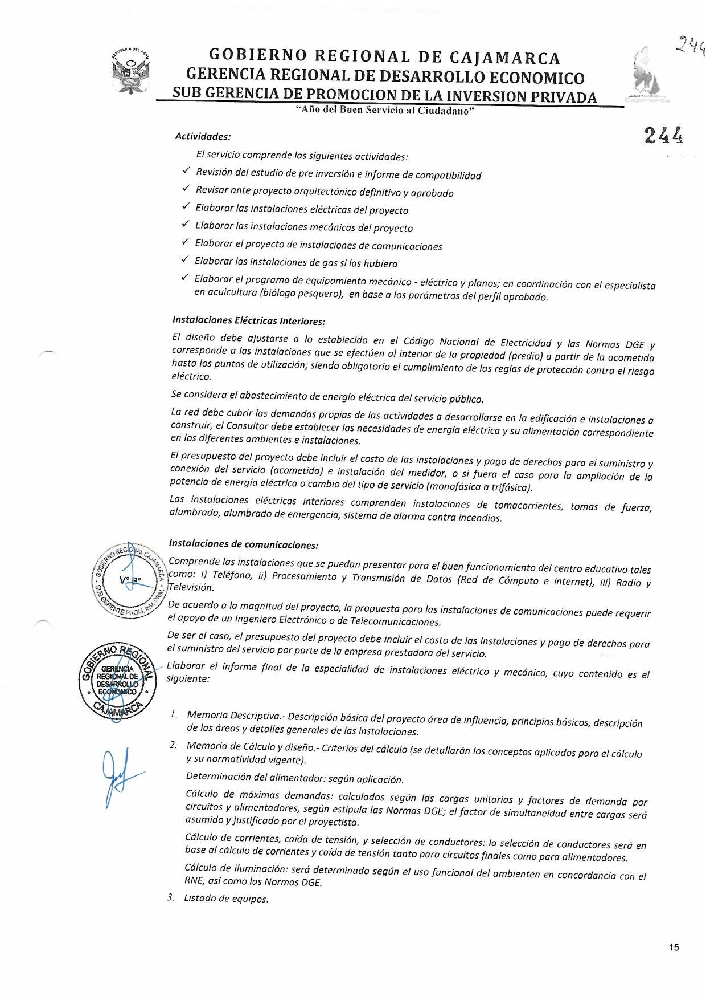 244
REPUBLICA DEL PERU
GOBIERNO REGIONAL DE CAJAMARCA
GERENCIA REGIONAL DE DESARROLLO ECONOMICO
SUB GERENCIA DE PROMOCION DE LA INVERSION PRIVADA
“Año del Buen Servicio al Ciudadano”
Cajamarca
244
Actividades:
El servicio comprende las siguientes actividades:
✓ Revisión del estudio de pre inversión e informe de compatibilidad
✓ Revisar ante proyecto arquitectónico definitivo y aprobado
✓ Elaborar las instalaciones eléctricas del proyecto
✓ Elaborar las instalaciones mecánicas del proyecto
✓ Elaborar el proyecto de instalaciones de comunicaciones
✓ Elaborar las instalaciones de gas si las hubiera
✓ Elaborar el programa de equipamiento mecánico - eléctrico y planos; en coordinación con el especialista
en acuicultura (biólogo pesquero), en base a los parámetros del perfil aprobado.
Instalaciones Eléctricas Interiores:
El diseño debe ajustarse a lo establecido en el Código Nacional de Electricidad y las Normas DGE y
corresponde a las instalaciones que se efectúen al interior de la propiedad (predio) a partir de la acometida
hasta los puntos de utilización; siendo obligatorio el cumplimiento de las reglas de protección contra el riesgo
eléctrico.
Se considera el abastecimiento de energía eléctrica del servicio público.
La red debe cubrir las demandas propias de las actividades a desarrollarse en la edificación e instalaciones a
construir, el Consultor debe establecer las necesidades de energía eléctrica y su alimentación correspondiente
en los diferentes ambientes e instalaciones.
El presupuesto del proyecto debe incluir el costo de las instalaciones y pago de derechos para el suministro y
conexión del servicio (acometida) e instalación del medidor, o si fuera el caso para la ampliación de la
potencia de energía eléctrica o cambio del tipo de servicio (monofásica a trifásica).
Las instalaciones eléctricas interiores comprenden instalaciones de tomacorrientes, tomas de fuerza,
alumbrado, alumbrado de emergencia, sistema de alarma contra incendios.
Instalaciones de comunicaciones:
Comprende las instalaciones que se puedan presentar para el buen funcionamiento del centro educativo tales
como: i) Teléfono, ii) Procesamiento y Transmisión de Datos (Red de Cómputo e internet), iii) Radio y
Televisión.
De acuerdo a la magnitud del proyecto, la propuesta para las instalaciones de comunicaciones puede requerir
el apoyo de un Ingeniero Electrónico o de Telecomunicaciones.
De ser el caso, el presupuesto del proyecto debe incluir el costo de las instalaciones y pago de derechos para
el suministro del servicio por parte de la empresa prestadora del servicio.
Elaborar el informe final de la especialidad de instalaciones eléctrico y mecánico, cuyo contenido es el
siguiente:
GOBIERNO REGIONAL CAJAMARCA
V° B°
SUB GERENTE PROM. INV. PRIV.
GOBIERNO REGIONAL
GERENCIA
REGIONAL DE
DESARROLLO
ECONOMICO
CAJAMARCA
1. Memoria Descriptiva.- Descripción básica del proyecto área de influencia, principios básicos, descripción
de las áreas y detalles generales de las instalaciones.
2. Memoria de Cálculo y diseño.- Criterios del cálculo (se detallarán los conceptos aplicados para el cálculo
y su normatividad vigente).
Determinación del alimentador: según aplicación.
Cálculo de máximas demandas: calculados según las cargas unitarias y factores de demanda por
circuitos y alimentadores, según estipula las Normas DGE; el factor de simultaneidad entre cargas será
asumido y justificado por el proyectista.
Cálculo de corrientes, caída de tensión, y selección de conductores: la selección de conductores será en
base al cálculo de corrientes y caída de tensión tanto para circuitos finales como para alimentadores.
Cálculo de iluminación: será determinado según el uso funcional del ambienten en concordancia con el
RNE, así como las Normas DGE.
3. Listado de equipos.
15